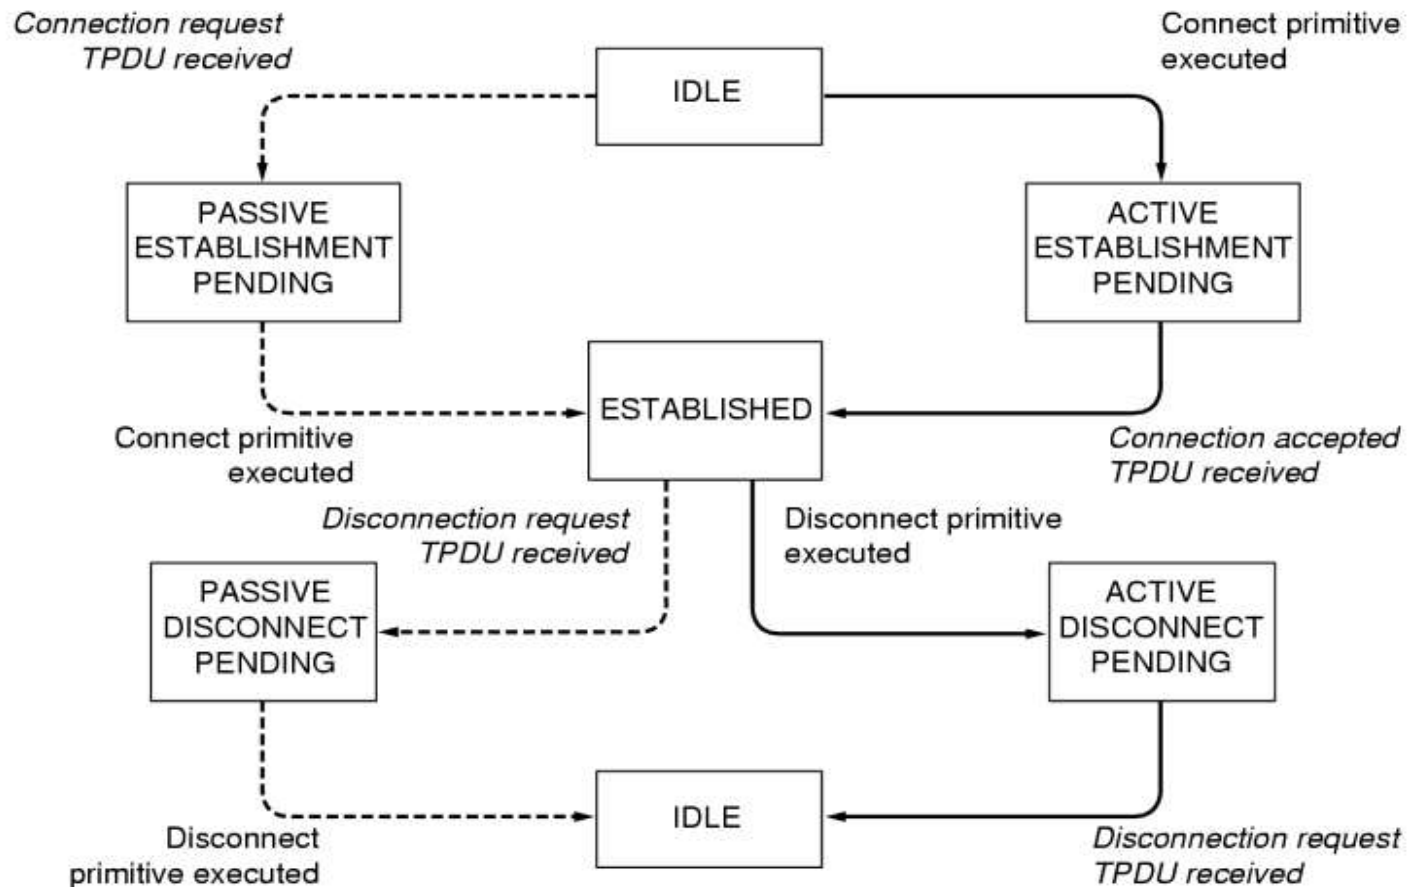 Connection request
TPDU received
IDLE
Connect primitive
executed
PASSIVE
ESTABLISHMENT
PENDING
ACTIVE
ESTABLISHMENT
PENDING
ESTABLISHED
Connect primitive
executed
Connection accepted
TPDU received
Disconnection request
TPDU received
Disconnect primitive
executed
PASSIVE
DISCONNECT
PENDING
ACTIVE
DISCONNECT
PENDING
IDLE
Disconnect
primitive executed
Disconnection request
TPDU received